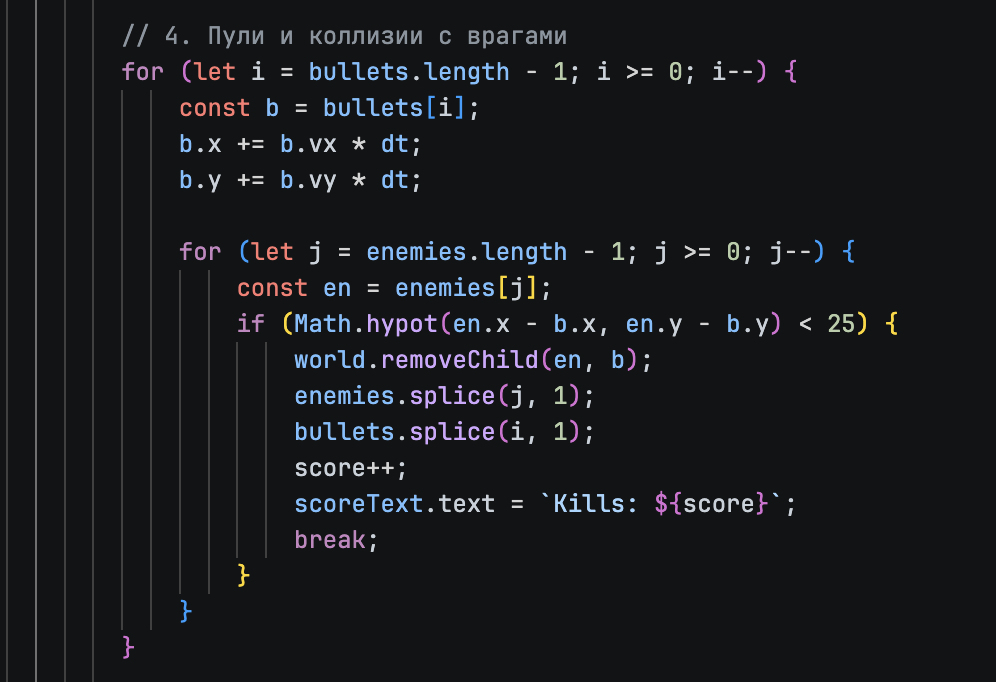 // 4. Пули и коллизии с врагами
for (let i = bullets.length - 1; i >= 0; i--) {
const b = bullets[i];
b.x += b.vx * dt;
b.y += b.vy * dt;
for (let j = enemies.length - 1; j >= 0; j--) {
const en = enemies[j];
if (Math.hypot(en.x - b.x, en.y - b.y) < 25) {
world.removeChild(en, b);
enemies.splice(j, 1);
bullets.splice(i, 1);
score++;
scoreText.text = `Kills: ${score}`;
break;
}
}
}